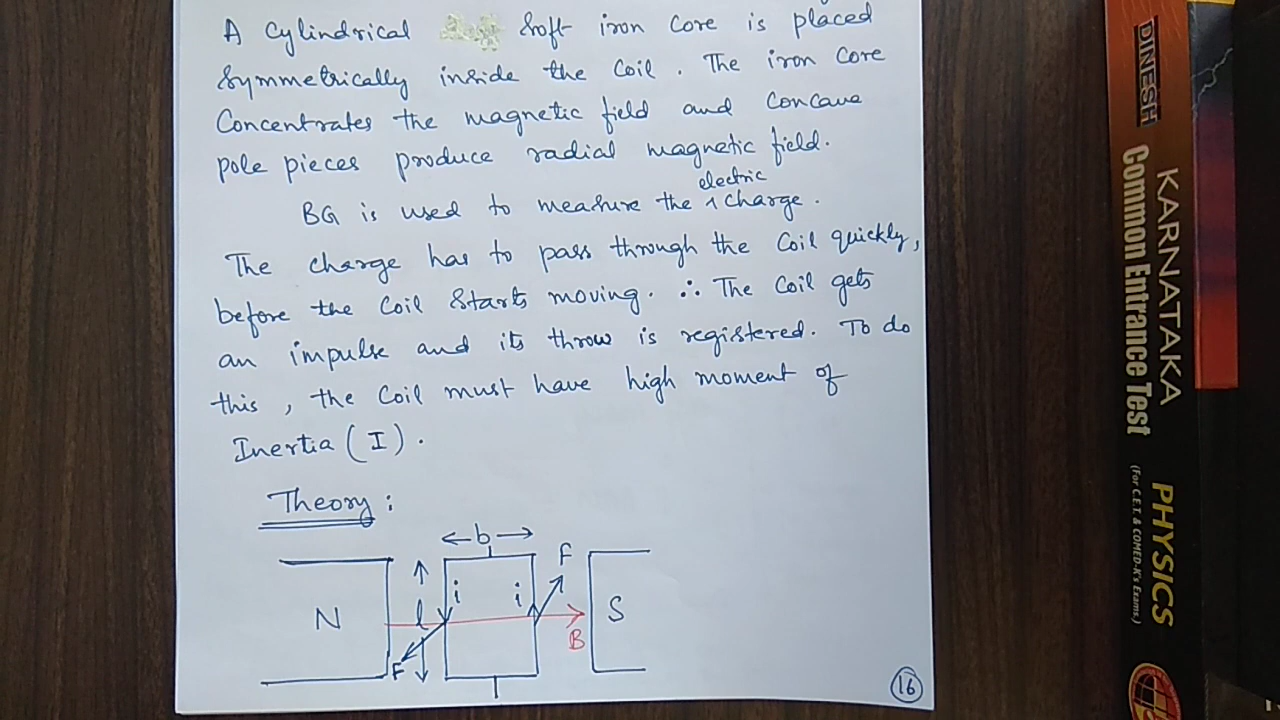 A Cylindrical soft iron core is placed
symmetrically inside the coil. The iron core
Concentrates the magnetic field and Concave
pole pieces produce radial magnetic field.
electric
BG is used to measure the ^ charge.
The charge has to pass through the coil quickly,
before the coil starts moving. ∴ The coil gets
an impulse and its throw is registered. To do
this, the coil must have high moment of
Inertia (I).
Theory:
← b →
F
i i
N l S
B
F
16
DINESH
KARNATAKA
Common Entrance Test
PHYSICS
(For C.E.T. & COMED-K's Exams.)